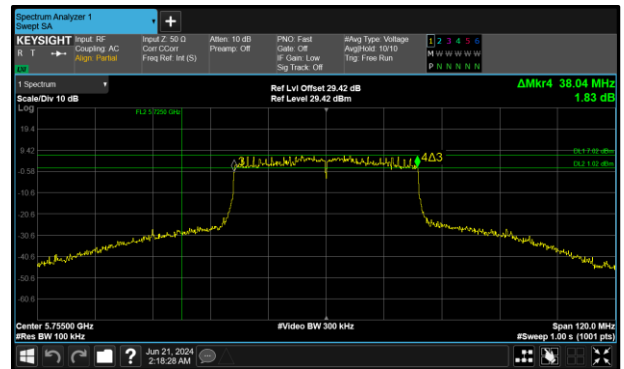 Spectrum Analyzer 1
Swept SA
+
KEYSIGHT Input: RF Input Z: 50 Ω Atten: 10 dB PNO: Fast #Avg Type: Voltage 1 2 3 4 5 6
R T Coupling: AC Corr CCorr Preamp: Off Gate: Off Avg|Hold: 10/10 M W W W W W
Align: Partial Freq Ref: Int (S) IF Gain: Low Trig: Free Run
Sig Track: Off P N N N N N
LXI
1 Spectrum Ref Lvl Offset 29.42 dB ΔMkr4 38.04 MHz
Scale/Div 10 dB Ref Level 29.42 dBm 1.83 dB
Log FL2 5.7250 GHz
19.4
9.42 3 4Δ3 DL1 7.02 dBm
-0.58 DL2 1.02 dBm
-10.6
-20.6
-30.6
-40.6
-50.6
-60.6
Center 5.75500 GHz #Video BW 300 kHz Span 120.0 MHz
#Res BW 100 kHz #Sweep 1.00 s (1001 pts)
? Jun 21, 2024
2:18:28 AM